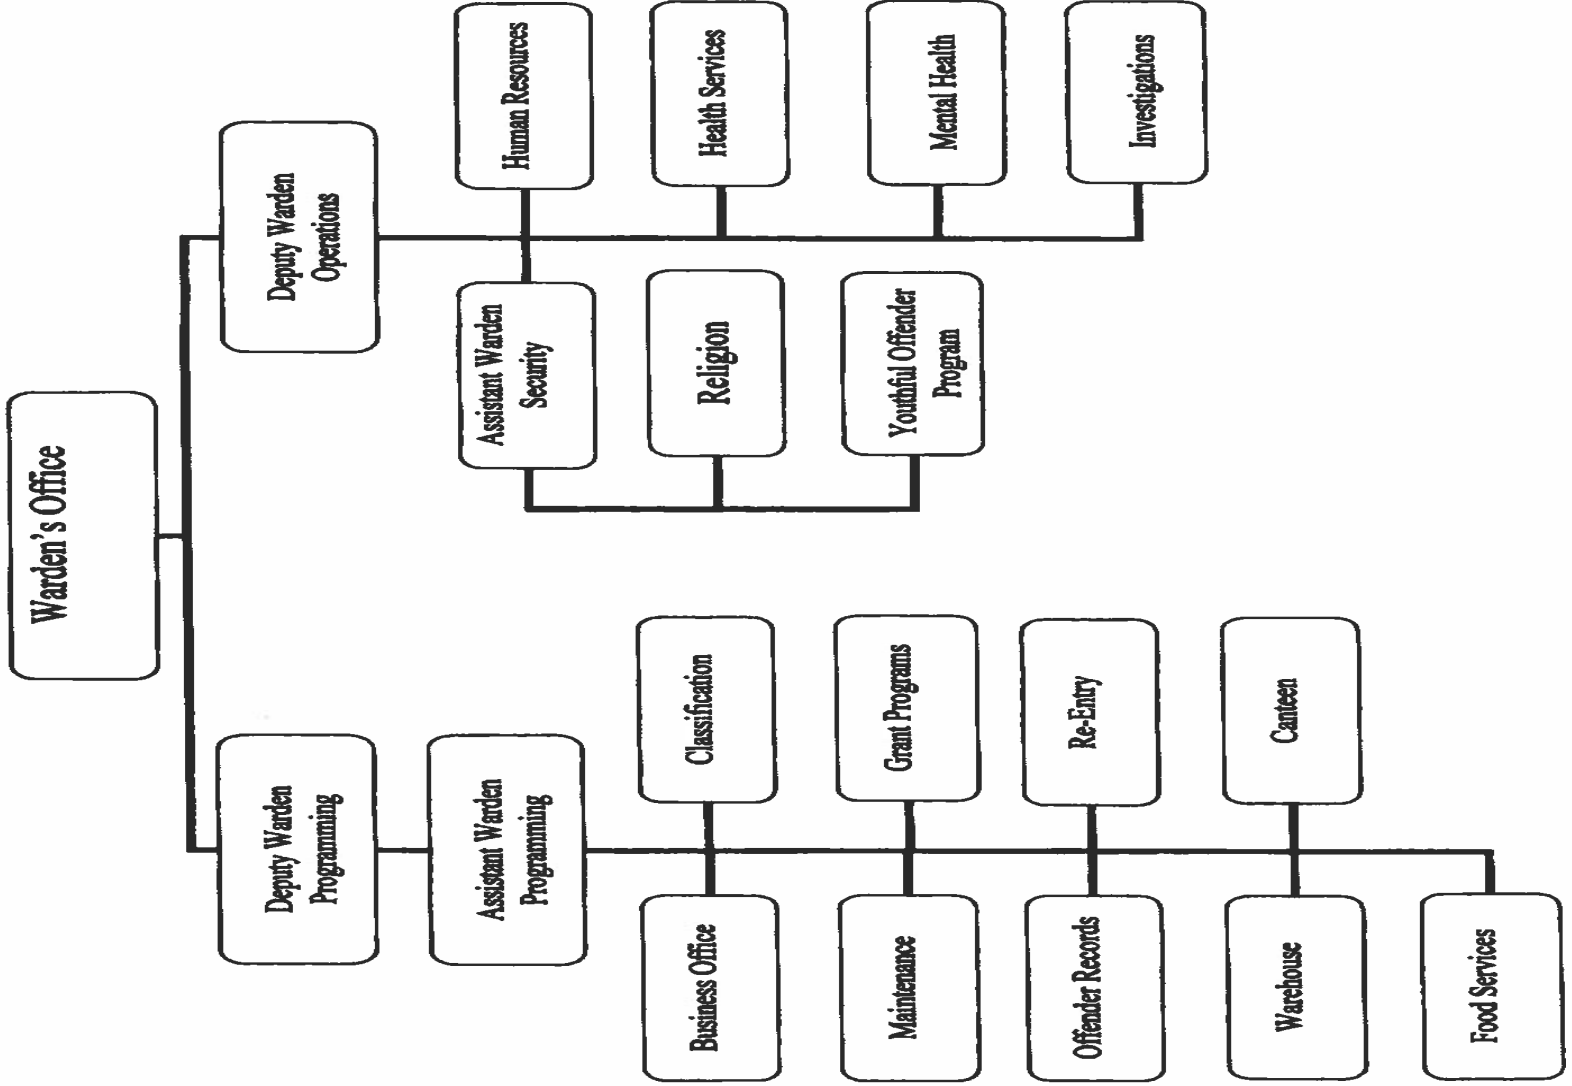 Warden's Office
Deputy Warden
Programming
Deputy Warden
Operations
Assistant Warden
Programming
Assistant Warden
Security
Human Resources
Business Office
Classification
Religion
Health Services
Maintenance
Grant Programs
Youthful Offender
Program
Mental Health
Offender Records
Re-Entry
Investigations
Warehouse
Canteen
Food Services